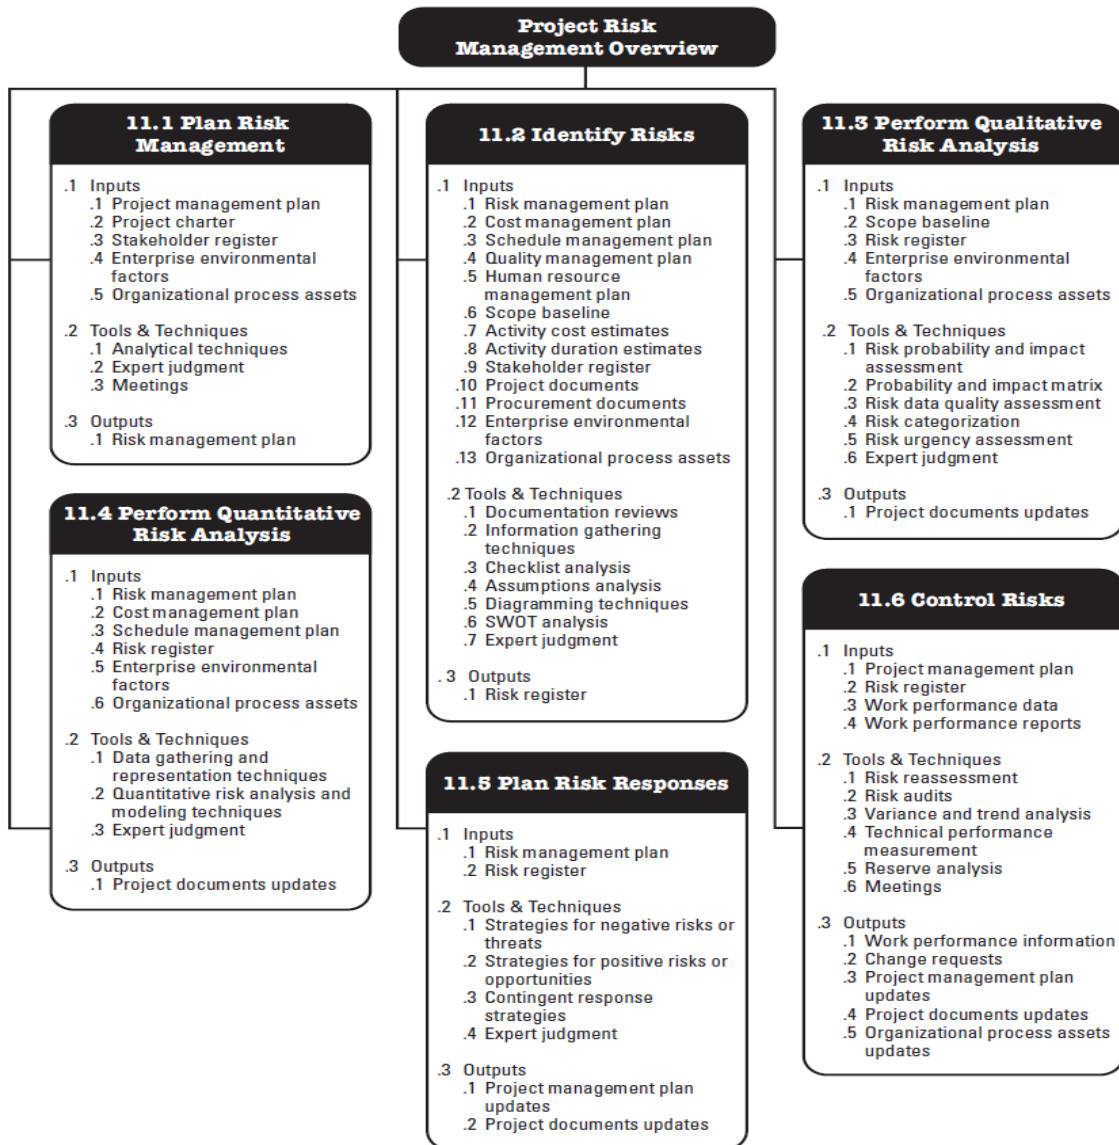 Project Risk
Management Overview
11.1 Plan Risk
Management
.1 Inputs
.1 Project management plan
.2 Project charter
.3 Stakeholder register
.4 Enterprise environmental
factors
.5 Organizational process assets
.2 Tools & Techniques
.1 Analytical techniques
.2 Expert judgment
.3 Meetings
.3 Outputs
.1 Risk management plan
11.2 Identify Risks
.1 Inputs
.1 Risk management plan
.2 Cost management plan
.3 Schedule management plan
.4 Quality management plan
.5 Human resource
management plan
.6 Scope baseline
.7 Activity cost estimates
.8 Activity duration estimates
.9 Stakeholder register
.10 Project documents
.11 Procurement documents
.12 Enterprise environmental
factors
.13 Organizational process assets
.2 Tools & Techniques
.1 Documentation reviews
.2 Information gathering
techniques
.3 Checklist analysis
.4 Assumptions analysis
.5 Diagramming techniques
.6 SWOT analysis
.7 Expert judgment
.3 Outputs
.1 Risk register
11.3 Perform Qualitative
Risk Analysis
.1 Inputs
.1 Risk management plan
.2 Scope baseline
.3 Risk register
.4 Enterprise environmental
factors
.5 Organizational process assets
.2 Tools & Techniques
.1 Risk probability and impact
assessment
.2 Probability and impact matrix
.3 Risk data quality assessment
.4 Risk categorization
.5 Risk urgency assessment
.6 Expert judgment
.3 Outputs
.1 Project documents updates
11.4 Perform Quantitative
Risk Analysis
.1 Inputs
.1 Risk management plan
.2 Cost management plan
.3 Schedule management plan
.4 Risk register
.5 Enterprise environmental
factors
.6 Organizational process assets
.2 Tools & Techniques
.1 Data gathering and
representation techniques
.2 Quantitative risk analysis and
modeling techniques
.3 Expert judgment
.3 Outputs
.1 Project documents updates
11.5 Plan Risk Responses
.1 Inputs
.1 Risk management plan
.2 Risk register
.2 Tools & Techniques
.1 Strategies for negative risks or
threats
.2 Strategies for positive risks or
opportunities
.3 Contingent response
strategies
.4 Expert judgment
.3 Outputs
.1 Project management plan
updates
.2 Project documents updates
11.6 Control Risks
.1 Inputs
.1 Project management plan
.2 Risk register
.3 Work performance data
.4 Work performance reports
.2 Tools & Techniques
.1 Risk reassessment
.2 Risk audits
.3 Variance and trend analysis
.4 Technical performance
measurement
.5 Reserve analysis
.6 Meetings
.3 Outputs
.1 Work performance information
.2 Change requests
.3 Project management plan
updates
.4 Project documents updates
.5 Organizational process assets
updates